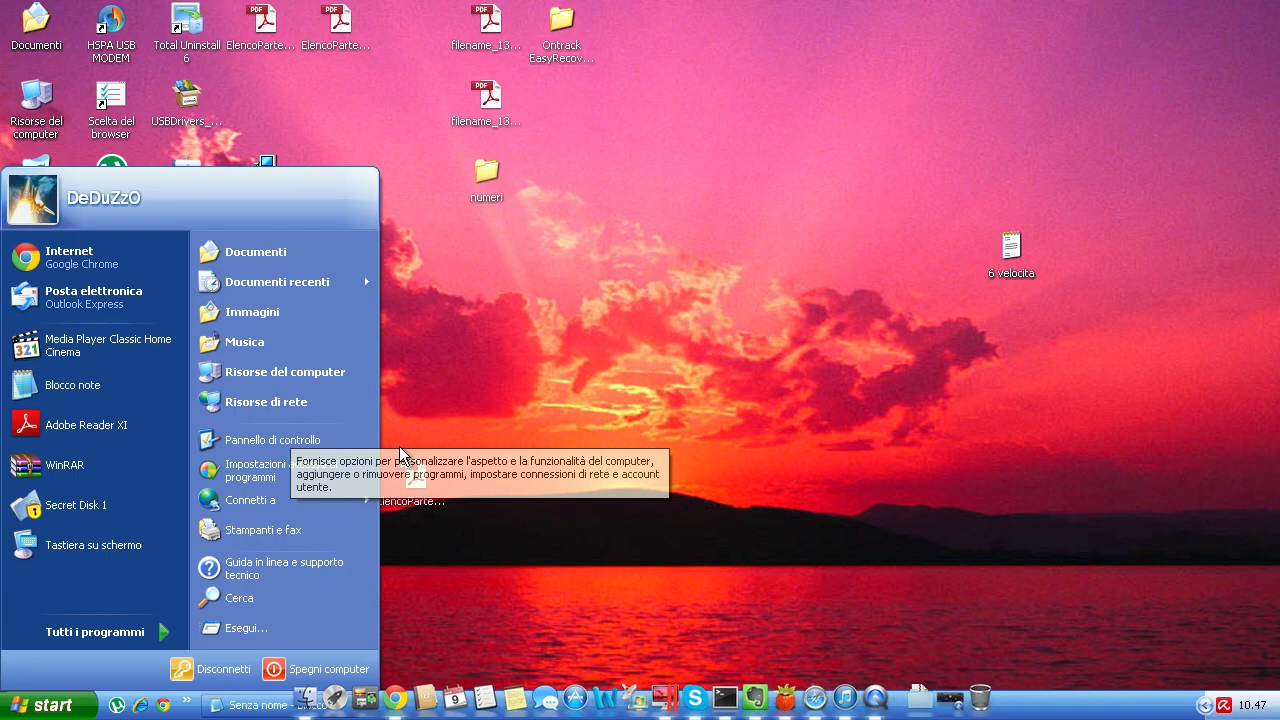 Documenti
HSPA USB
MODEM
Total Uninstall
6
ElencoParte...
ElencoParte...
filename_13...
Ontrack
EasyRecov...
Risorse del
computer
Scelta del
browser
USBDrivers_...
filename_13...
numeri
6 velocita
DeDuZzO
Internet
Google Chrome
Posta elettronica
Outlook Express
Media Player Classic Home
Cinema
Blocco note
Adobe Reader XI
WinRAR
Secret Disk 1
Tastiera su schermo
Tutti i programmi
Documenti
Documenti recenti
Immagini
Musica
Risorse del computer
Risorse di rete
Pannello di controllo
Impostazioni
programmi
Connetti a
Stampanti e fax
Guida in linea e supporto
tecnico
Cerca
Esegui...
Fornisce opzioni per personalizzare l'aspetto e la funzionalità del computer,
aggiungere o rimuovere programmi, impostare connessioni di rete e account
utente.
ElencoParte...
Disconnetti
Spegni computer
start
Senza nome
10.47